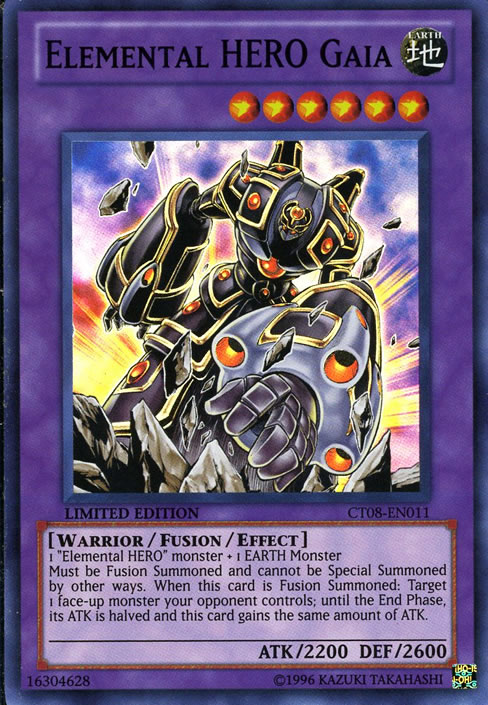 ELEMENTAL HERO GAIA
EARTH
地
LIMITED EDITION
CT08-EN011
[WARRIOR / FUSION / EFFECT]
1 "Elemental HERO" monster + 1 EARTH Monster
Must be Fusion Summoned and cannot be Special Summoned
by other ways. When this card is Fusion Summoned: Target
1 face-up monster your opponent controls; until the End Phase,
its ATK is halved and this card gains the same amount of ATK.
ATK/2200 DEF/2600
16304628
©1996 KAZUKI TAKAHASHI